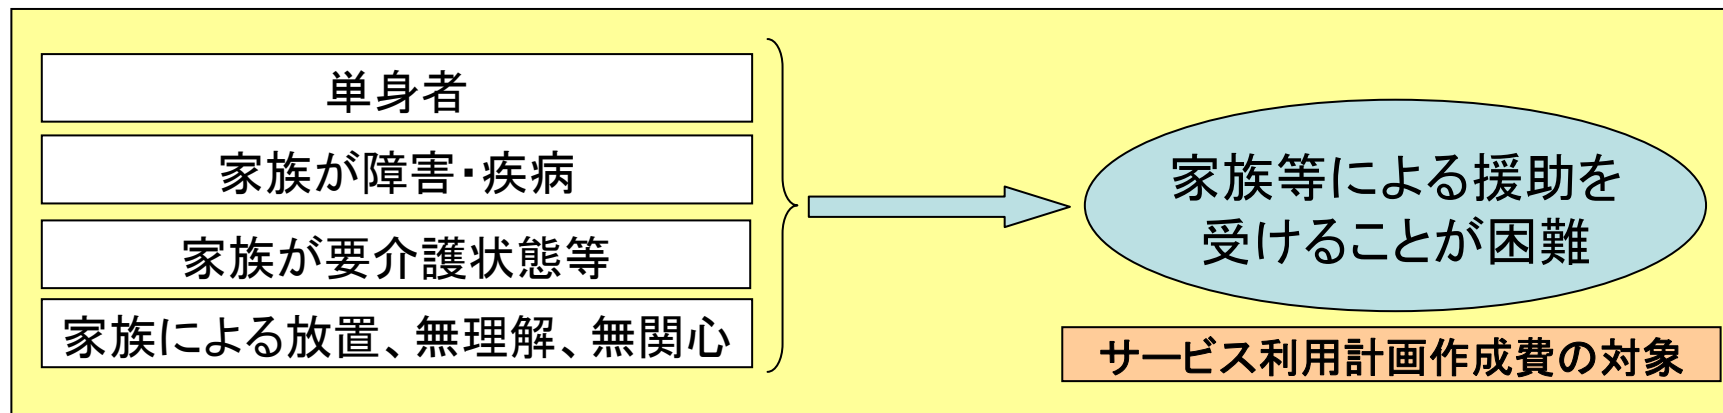 単身者
家族が障害・疾病
家族が要介護状態等
家族による放置、無理解、無関心
家族等による援助を
受けることが困難
サービス利用計画作成費の対象